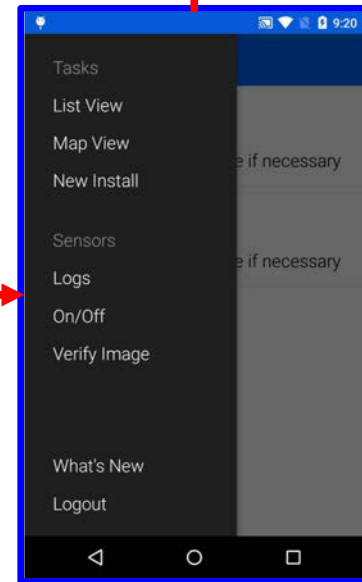 9:20
Tasks
List View
Map View
e if necessary
New Install
Sensors
e if necessary
Logs
On/Off
Verify Image
What's New
Logout